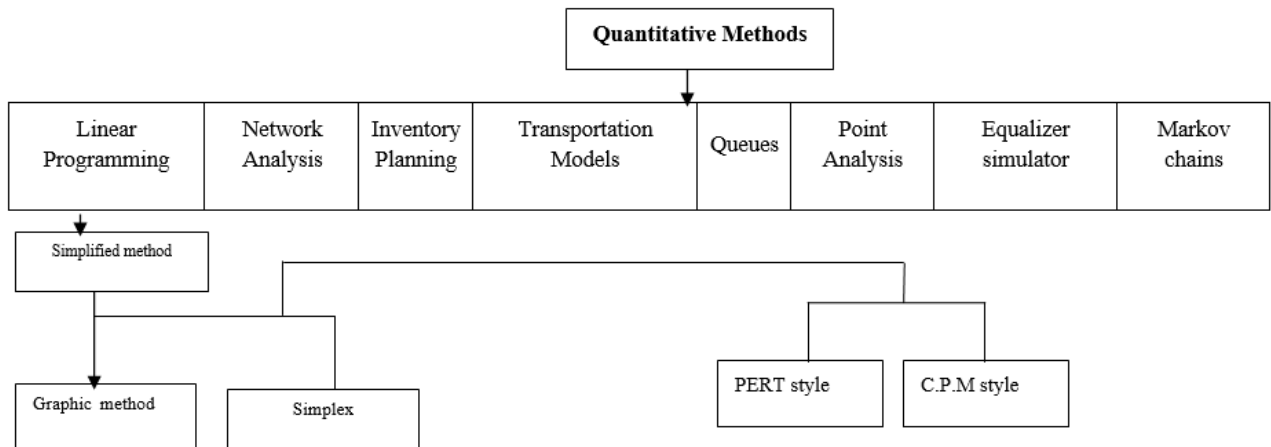 Quantitative Methods
Linear
Programming
Network
Analysis
Inventory
Planning
Transportation
Models
Queues
Point
Analysis
Equalizer
simulator
Markov
chains
Simplified method
Graphic method
Simplex
PERT style
C.P.M style